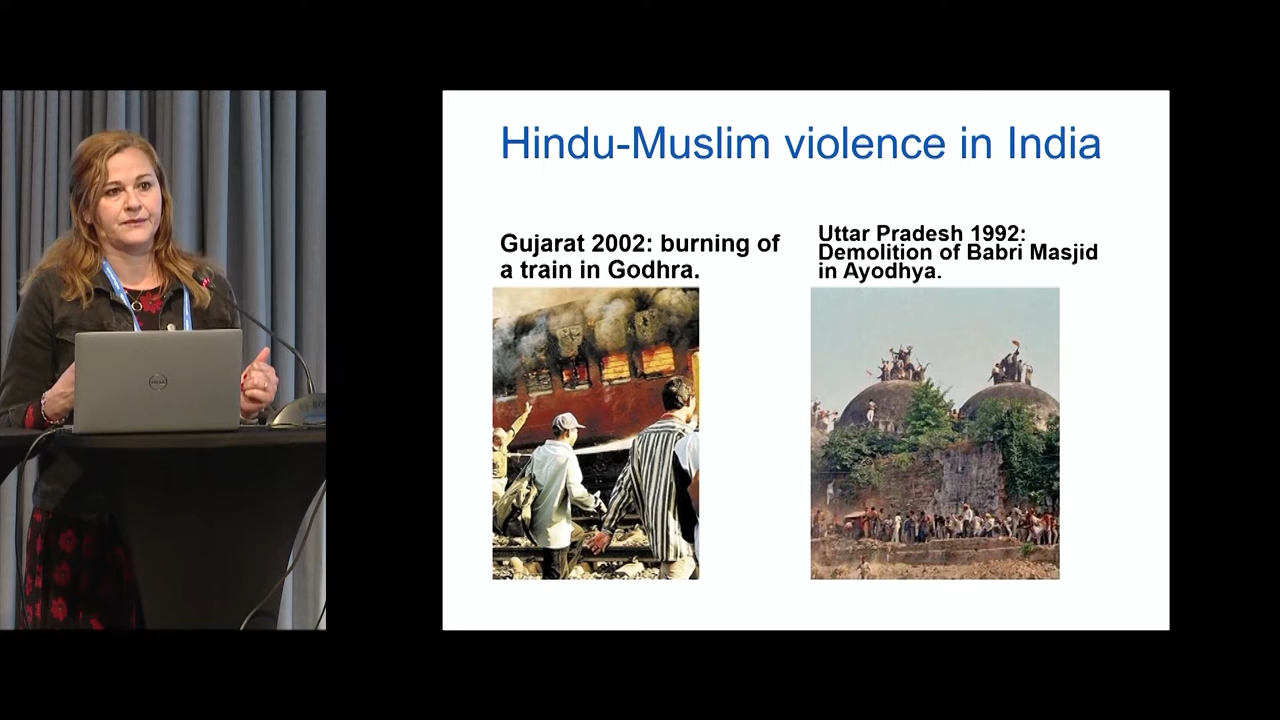 Hindu-Muslim violence in India
Gujarat 2002: burning of
a train in Godhra.
Uttar Pradesh 1992:
Demolition of Babri Masjid
in Ayodhya.